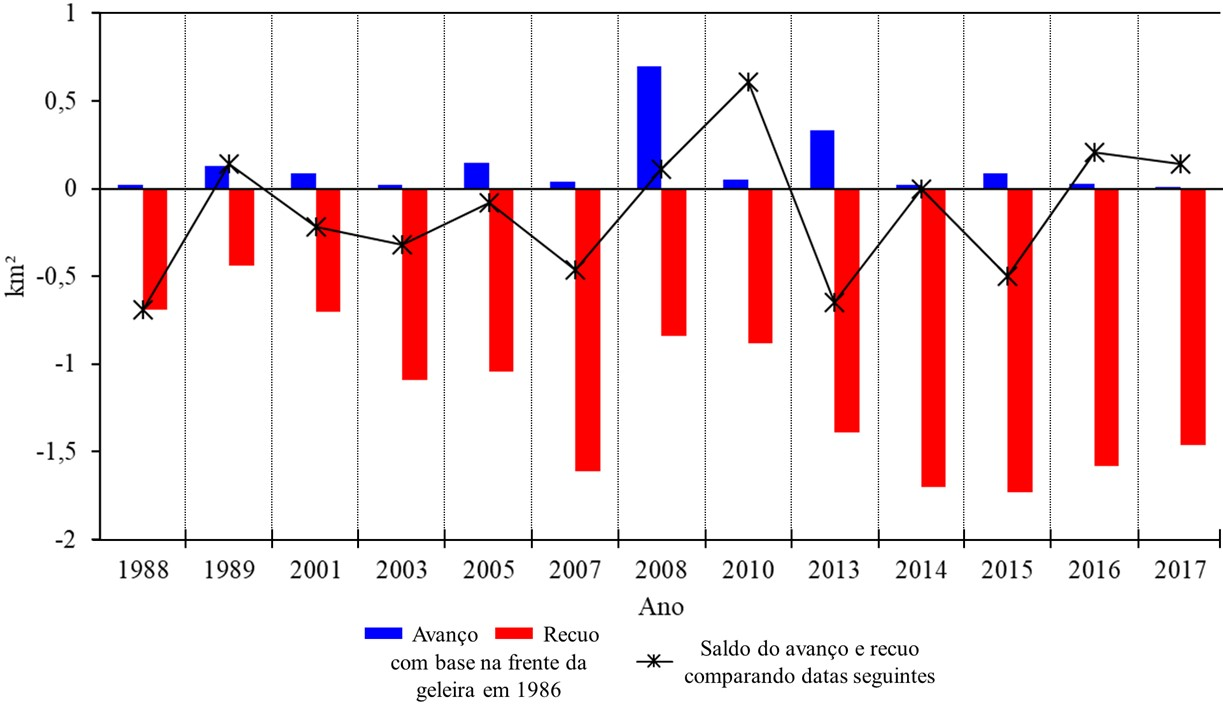 1
0,5
0
-0,5
-1
-1,5
-2
km²
1988 1989 2001 2003 2005 2007 2008 2010 2013 2014 2015 2016 2017
Ano
Avanço Recuo
com base na frente da
geleira em 1986
Saldo do avanço e recuo
comparando datas seguintes